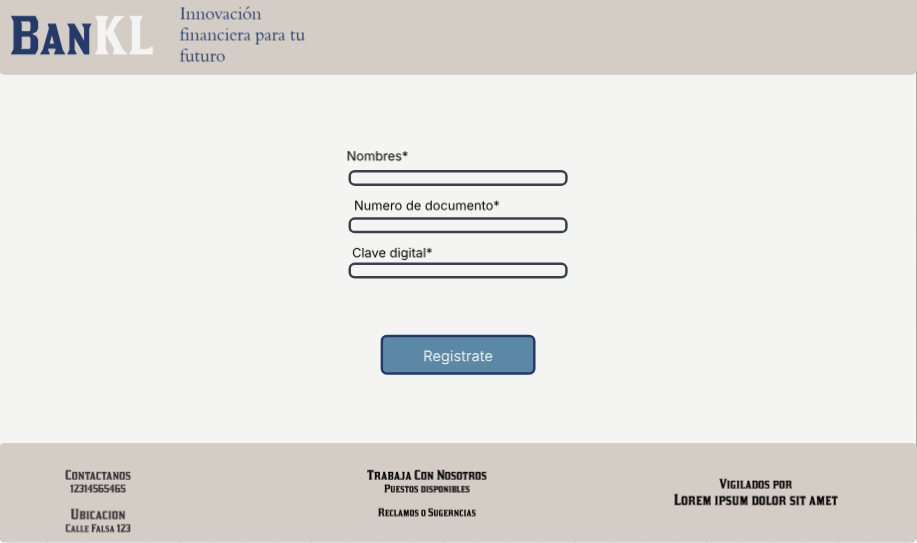 BanKL
Innovación
financiera para tu
futuro
Nombres*
Numero de documento*
Clave digital*
Registrate
Contactanos
12314565465
Ubicacion
Calle Falsa 123
Trabaja Con Nosotros
Puestos disponibles
Reclamos o Sugerncias
Vigilados por
Lorem ipsum dolor sit amet